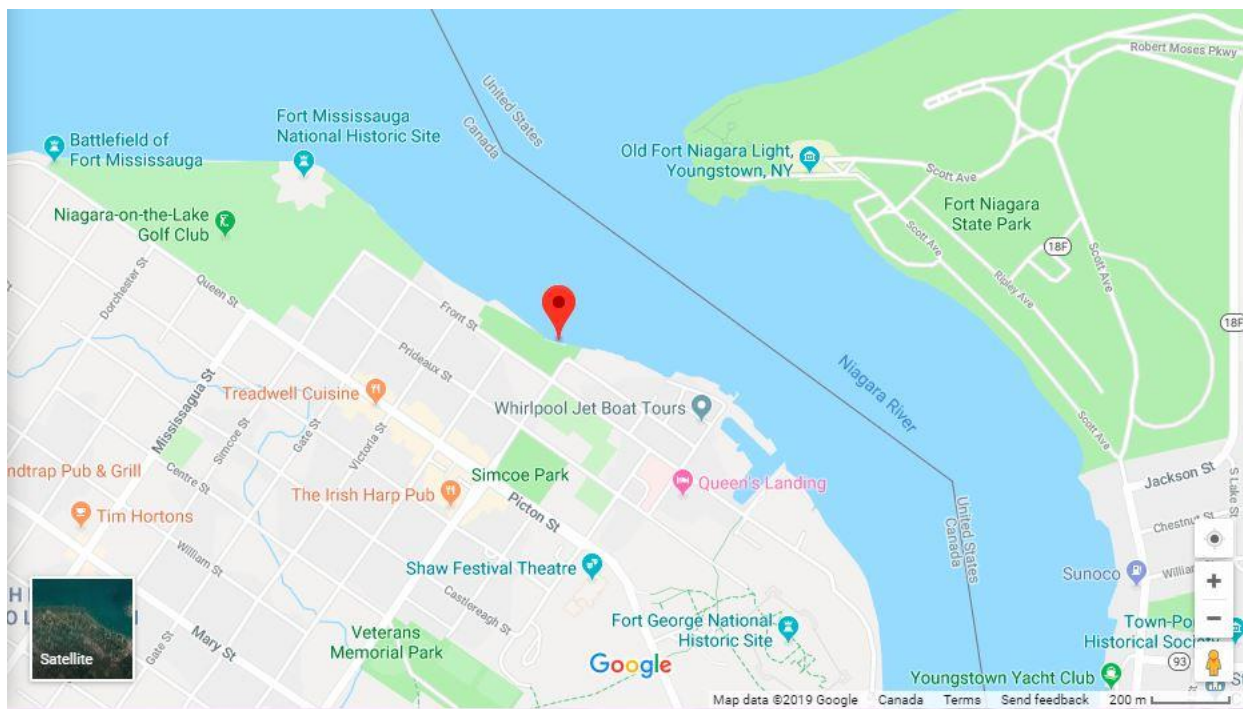 Robert Moses Pkwy
United States
Canada
Fort Mississauga
National Historic Site
Battlefield of
Fort Mississauga
Old Fort Niagara Light,
Youngstown, NY
Scott Ave
Fort Niagara
State Park
Niagara-on-the-Lake
Golf Club
Dorchester St
Queen St
Scott Ave
18F
Scott Ave
Ripley Ave
Front St
18F
Prideaux St
Niagara River
Treadwell Cuisine
Whirlpool Jet Boat Tours
Mississagua St
Simcoe St
Gate St
Victoria St
Scott Ave
Simcoe Park
Jackson St
S Lake St
ndtrap Pub & Grill
Centre St
The Irish Harp Pub
Queen's Landing
Picton St
Tim Hortons
United States
Canada
Chestnut St
William St
Shaw Festival Theatre
Sunoco
William
Castlereagh St
Fort George National
Historic Site
Town-Po
Historical Society
Veterans
Memorial Park
Gate St
Mary St
Satellite
Google
Youngstown Yacht Club
93
Map data ©2019 Google Canada Terms Send feedback 200 m